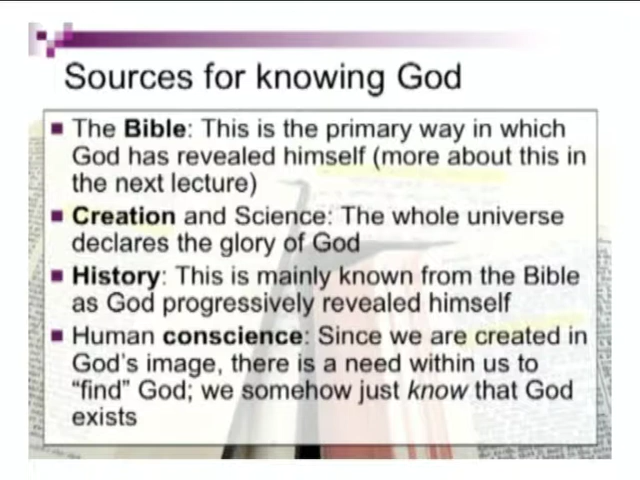 Sources for knowing God
The Bible: This is the primary way in which
God has revealed himself (more about this in
the next lecture)
Creation and Science: The whole universe
declares the glory of God
History: This is mainly known from the Bible
as God progressively revealed himself
Human conscience: Since we are created in
God's image, there is a need within us to
“find” God; we somehow just know that God
exists